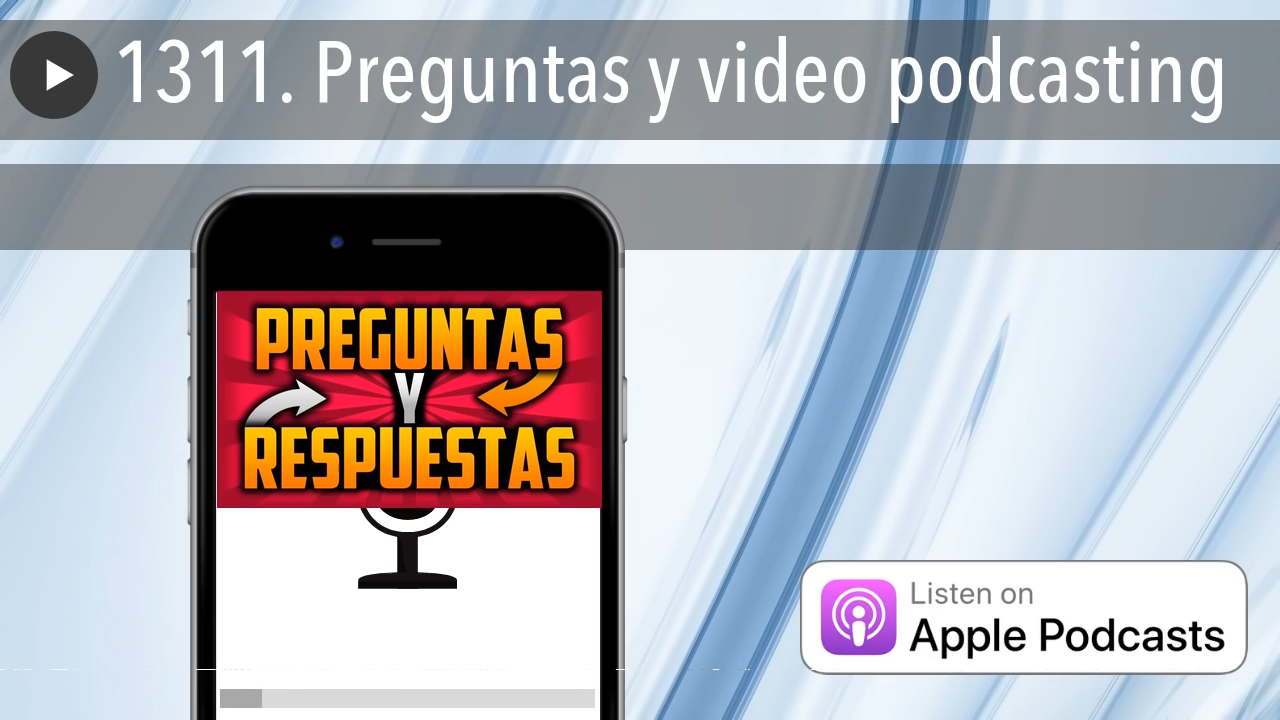 1311. Preguntas y video podcasting
PREGUNTAS
Y
RESPUESTAS
Listen on
Apple Podcasts